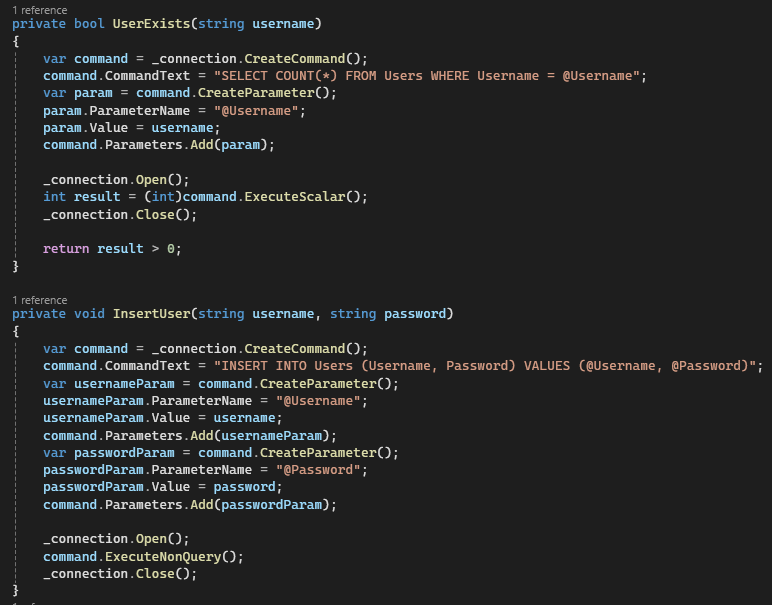 1 reference
private bool UserExists(string username)
{
    var command = _connection.CreateCommand();
    command.CommandText = "SELECT COUNT(*) FROM Users WHERE Username = @Username";
    var param = command.CreateParameter();
    param.ParameterName = "@Username";
    param.Value = username;
    command.Parameters.Add(param);

    _connection.Open();
    int result = (int)command.ExecuteScalar();
    _connection.Close();

    return result > 0;
}

1 reference
private void InsertUser(string username, string password)
{
    var command = _connection.CreateCommand();
    command.CommandText = "INSERT INTO Users (Username, Password) VALUES (@Username, @Password)";
    var usernameParam = command.CreateParameter();
    usernameParam.ParameterName = "@Username";
    usernameParam.Value = username;
    command.Parameters.Add(usernameParam);
    var passwordParam = command.CreateParameter();
    passwordParam.ParameterName = "@Password";
    passwordParam.Value = password;
    command.Parameters.Add(passwordParam);

    _connection.Open();
    command.ExecuteNonQuery();
    _connection.Close();
}